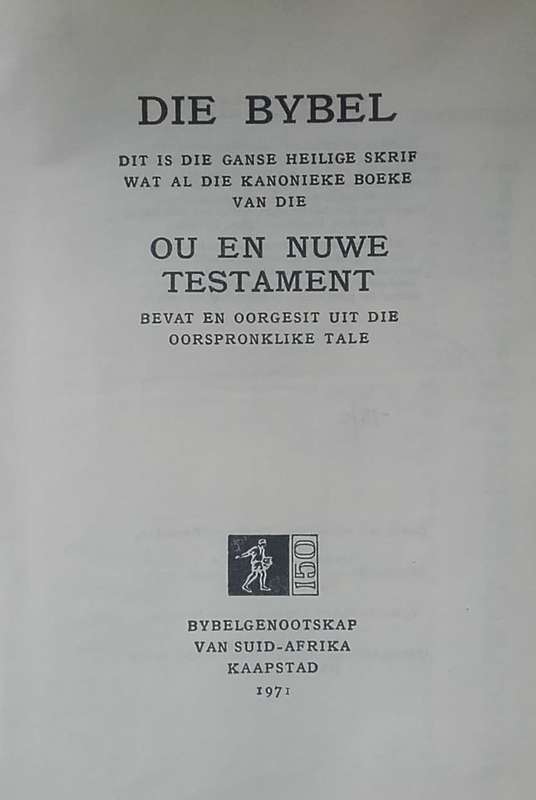 DIE BYBEL
DIT IS DIE GANSE HEILIGE SKRIF
WAT AL DIE KANONIEKE BOEKE
VAN DIE
OU EN NUWE
TESTAMENT
BEVAT EN OORGESIT UIT DIE
OORSPRONKLIKE TALE
150
BYBELGENOOTSKAP
VAN SUID-AFRIKA
KAAPSTAD
1971